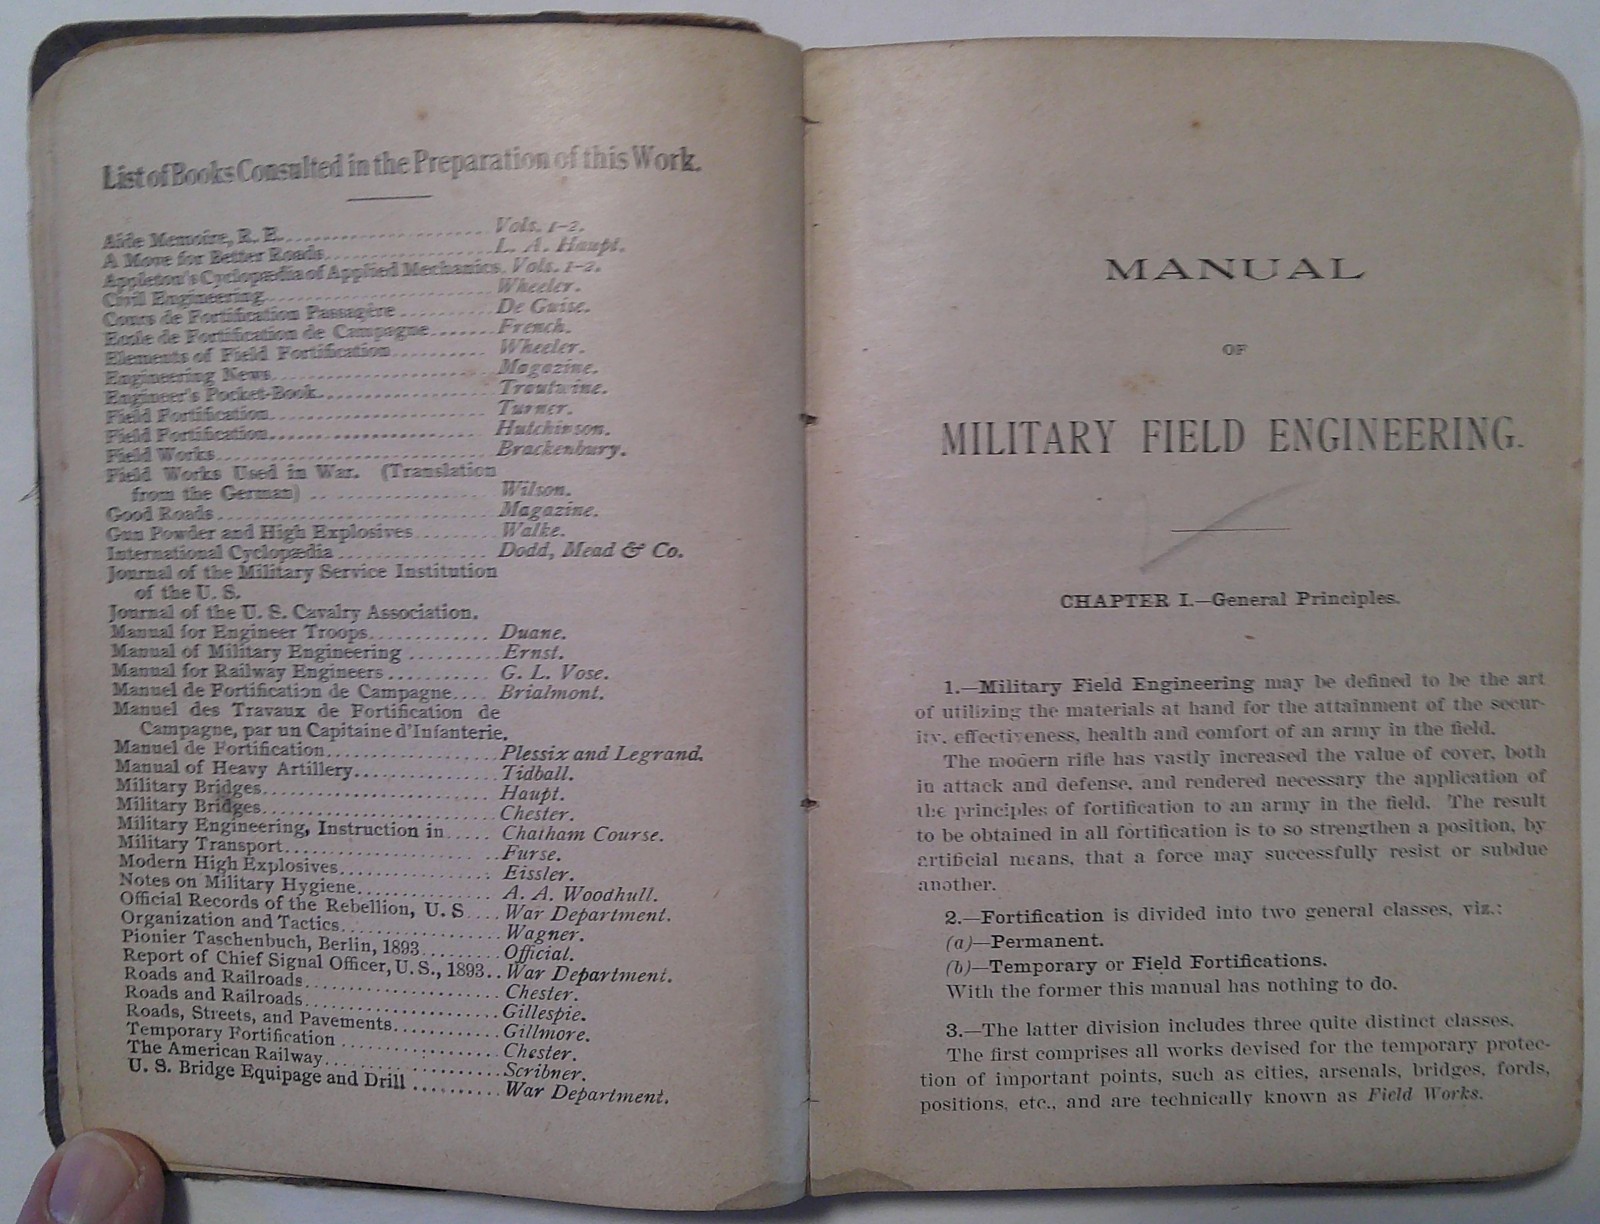 List of Books Consulted in the Preparation of this Work.
Aide Memoire, R. E. .................... Vols. 1-2.
A Move for Better Roads.................... L. A. Haupt.
Appleton's Cyclopædia of Applied Mechanics. Vols. 1-2.
Civil Engineering.................... Wheeler.
Cours de Fortification Passagère .......... De Guise.
Ecole de Fortification de Campagne....... French.
Elements of Field Fortification.......... Wheeler.
Engineering News.................... Magazine.
Engineer's Pocket-Book.................... Trautwine.
Field Fortification.................... Turner.
Field Fortification.................... Hutchinson.
Field Works.................... Brackenbury.
Field Works Used in War. (Translation
from the German) .................... Wilson.
Good Roads.................... Magazine.
Gun Powder and High Explosives ......... Walke.
International Cyclopædia ................ Dodd, Mead & Co.
Journal of the Military Service Institution
of the U. S.
Journal of the U. S. Cavalry Association.
Manual for Engineer Troops............. Duane.
Manual of Military Engineering .......... Ernst.
Manual for Railway Engineers ........... G. L. Vose.
Manuel de Fortification de Campagne.... Brialmont.
Manuel des Travaux de Fortification de
Campagne, par un Capitaine d'Infanterie.
Manuel de Fortification................. Plessix and Legrand.
Manual of Heavy Artillery.............. Tidball.
Military Bridges.................... Haupt.
Military Bridges.................... Chester.
Military Engineering, Instruction in..... Chatham Course.
Military Transport.................... Furse.
Modern High Explosives................ Eissler.
Notes on Military Hygiene.............. A. A. Woodhull.
Official Records of the Rebellion, U. S.... War Department.
Organization and Tactics................ Wagner.
Pionier Taschenbuch, Berlin, 1893........ Official.
Report of Chief Signal Officer, U. S., 1893.. War Department.
Roads and Railroads.................... Chester.
Roads and Railroads.................... Gillespie.
Roads, Streets, and Pavements............ Gillmore.
Temporary Fortification ................ Chester.
The American Railway.................. Scribner.
U. S. Bridge Equipage and Drill .......... War Department.
MANUAL
OF
MILITARY FIELD ENGINEERING.
CHAPTER I.—General Principles.
1.—Military Field Engineering may be defined to be the art
of utilizing the materials at hand for the attainment of the secur-
ity, effectiveness, health and comfort of an army in the field.
The modern rifle has vastly increased the value of cover, both
in attack and defense, and rendered necessary the application of
the principles of fortification to an army in the field. The result
to be obtained in all fortification is to so strengthen a position, by
artificial means, that a force may successfully resist or subdue
another.
2.—Fortification is divided into two general classes, viz.:
(a)—Permanent.
(b)—Temporary or Field Fortifications.
With the former this manual has nothing to do.
3.—The latter division includes three quite distinct classes.
The first comprises all works devised for the temporary protec-
tion of important points, such as cities, arsenals, bridges, fords,
positions, etc., and are technically known as Field Works.